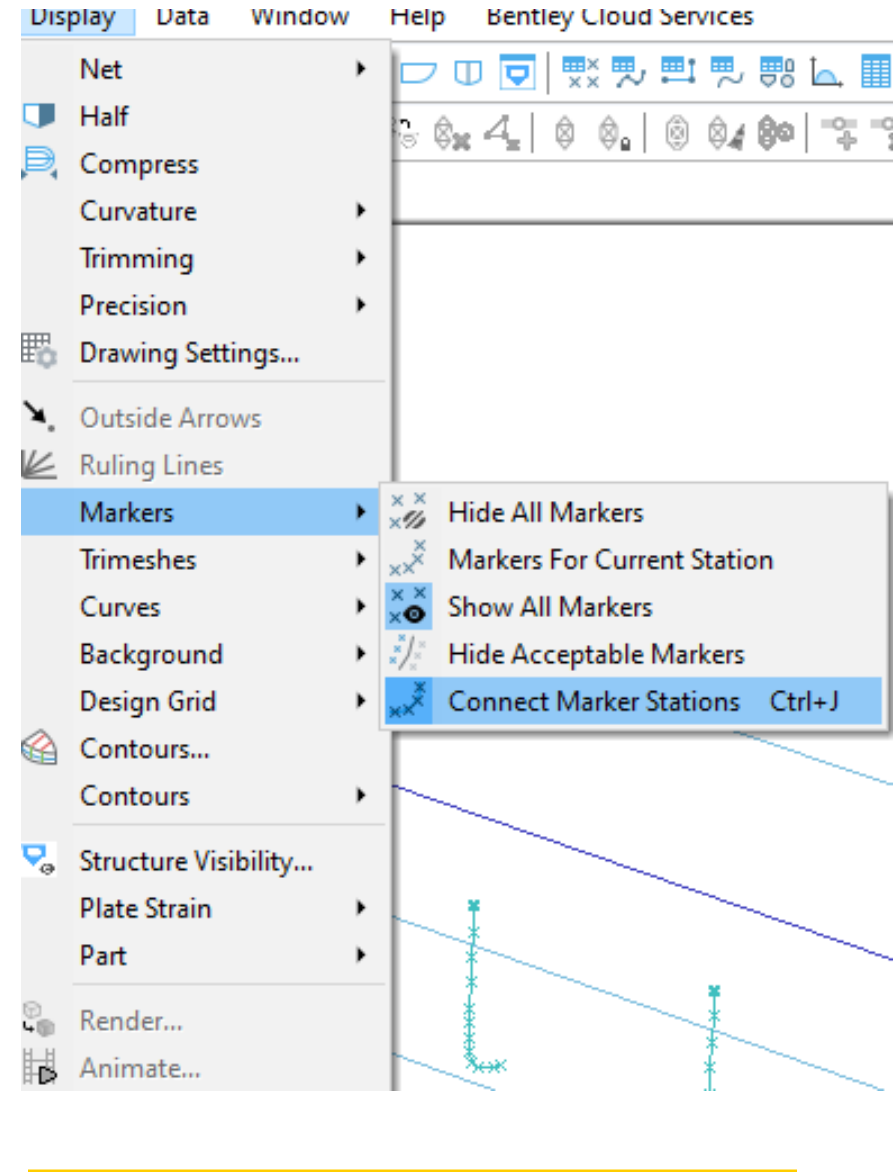 Display Data Window Help Bentley Cloud Services
Net
Half
Compress
Curvature
Trimming
Precision
Drawing Settings...
Outside Arrows
Ruling Lines
Markers
Hide All Markers
Trimeshes
Markers For Current Station
Curves
Show All Markers
Background
Hide Acceptable Markers
Design Grid
Connect Marker Stations Ctrl+J
Contours...
Contours
Structure Visibility...
Plate Strain
Part
Render...
Animate...